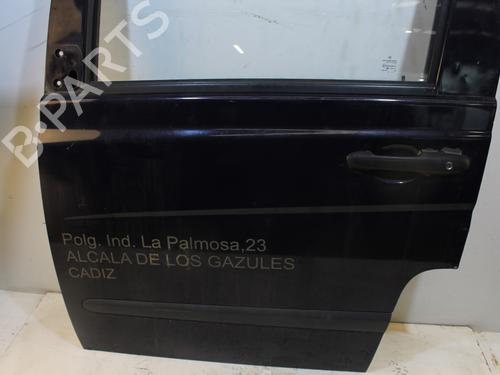 B-PARTS
Polg. Ind. La Palmosa,23
ALCALA DE LOS GAZULES
CADIZ